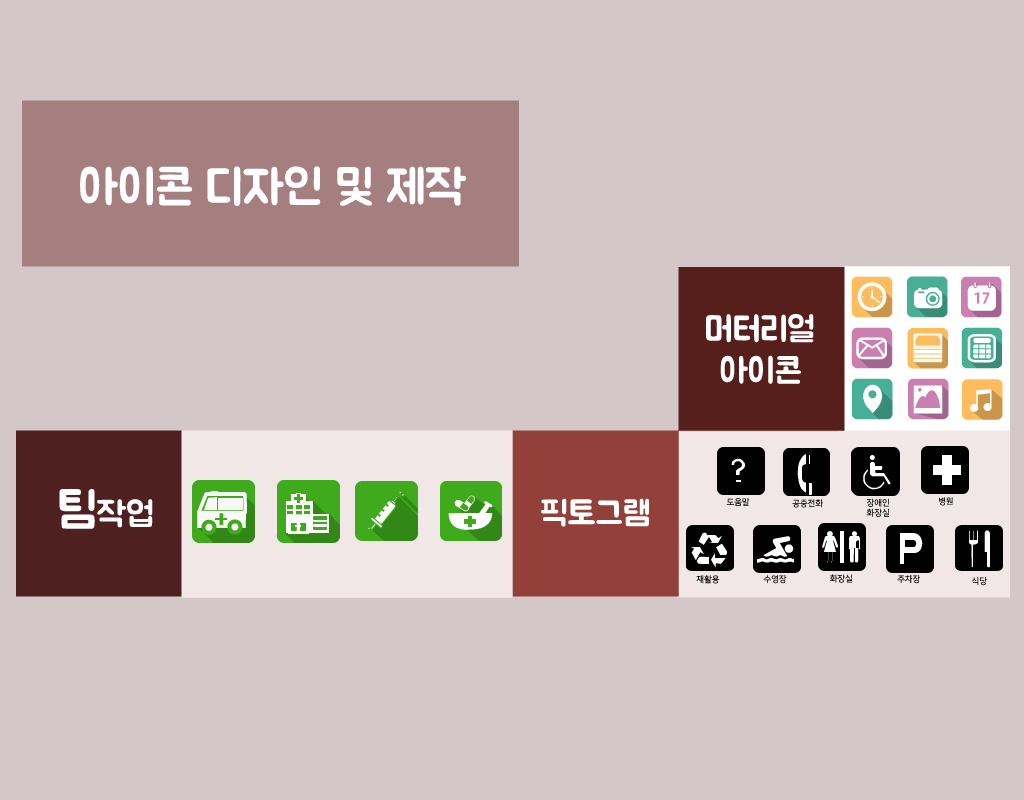 아이콘 디자인 및 제작
머터리얼
아이콘
17
팀작업
픽토그램
?
도움말
공중전화
장애인
화장실
병원
재활용
수영장
화장실
P
주차장
식당